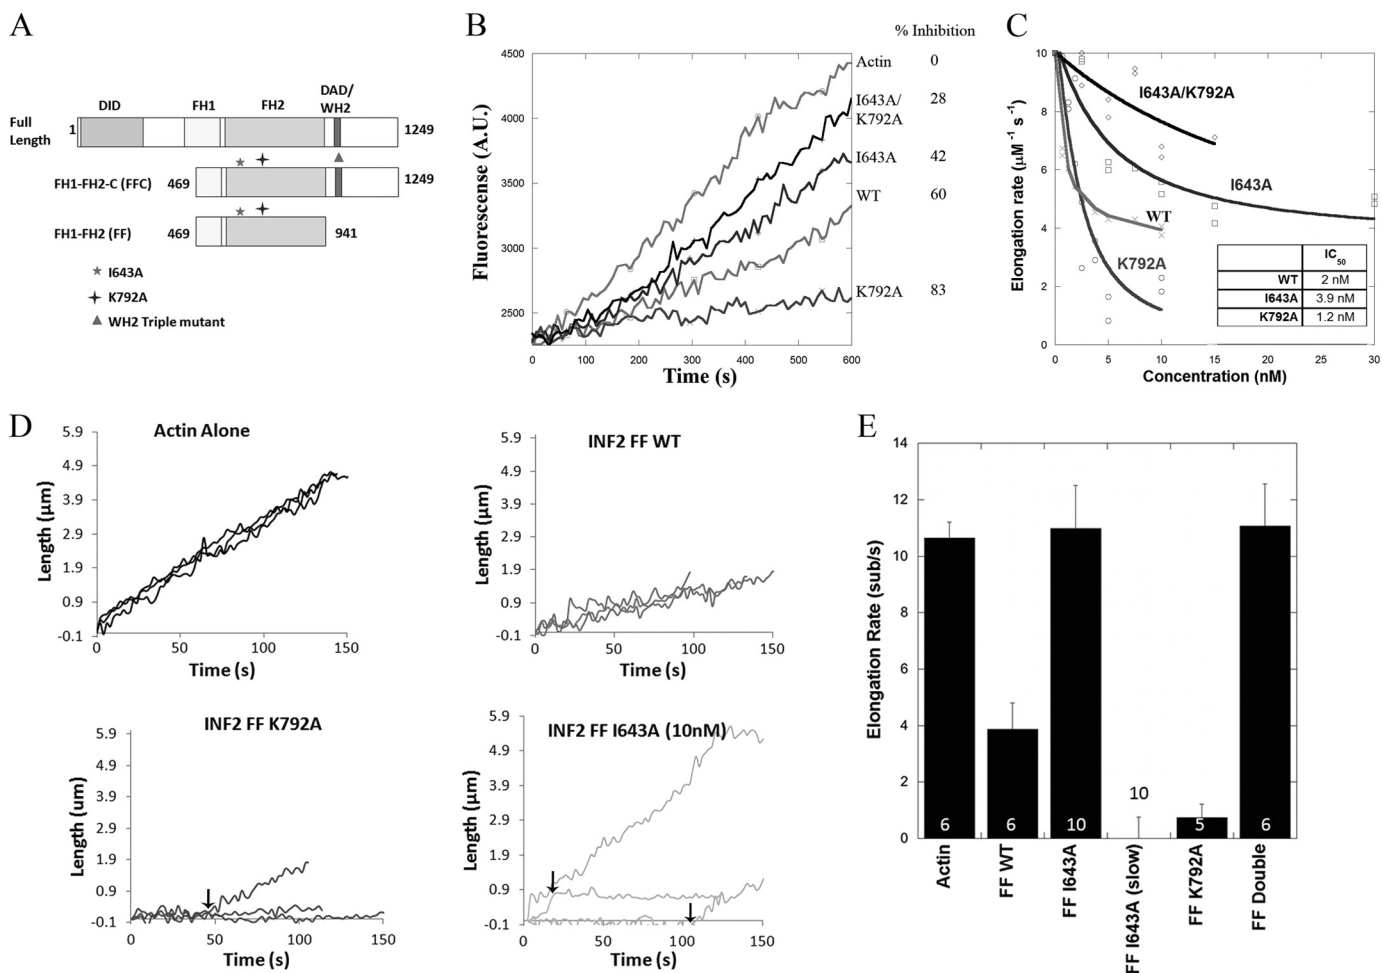 A
DID
FH1
FH2
DAD/
WH2
Full
Length
1
1249
FH1-FH2-C (FFC)
469
1249
FH1-FH2 (FF)
469
941
I643A
K792A
WH2 Triple mutant
B
% Inhibition
4500
4000
3500
3000
2500
Fluorescense (A.U.)
0
100
200
300
400
500
600
Time (s)
Actin
0
I643A/
K792A
28
I643A
42
WT
60
K792A
83
C
10
8
6
4
2
0
Elongation rate (µM⁻¹ s⁻¹)
0
5
10
15
20
25
30
Concentration (nM)
I643A/K792A
I643A
WT
K792A
IC50
WT 2 nM
I643A 3.9 nM
K792A 1.2 nM
D
Actin Alone
5.9
4.9
3.9
2.9
1.9
0.9
-0.1
Length (µm)
0
50
100
150
Time (s)
INF2 FF WT
5.9
4.9
3.9
2.9
1.9
0.9
-0.1
Length (µm)
0
50
100
150
Time (s)
INF2 FF K792A
5.9
4.9
3.9
2.9
1.9
0.9
-0.1
Length (µm)
0
50
100
150
Time (s)
INF2 FF I643A (10nM)
5.9
4.9
3.9
2.9
1.9
0.9
-0.1
Length (µm)
0
50
100
150
Time (s)
E
14
12
10
8
6
4
2
0
Elongation Rate (sub/s)
6
6
10
10
5
6
Actin
FF WT
FF I643A
FF I643A (slow)
FF K792A
FF Double